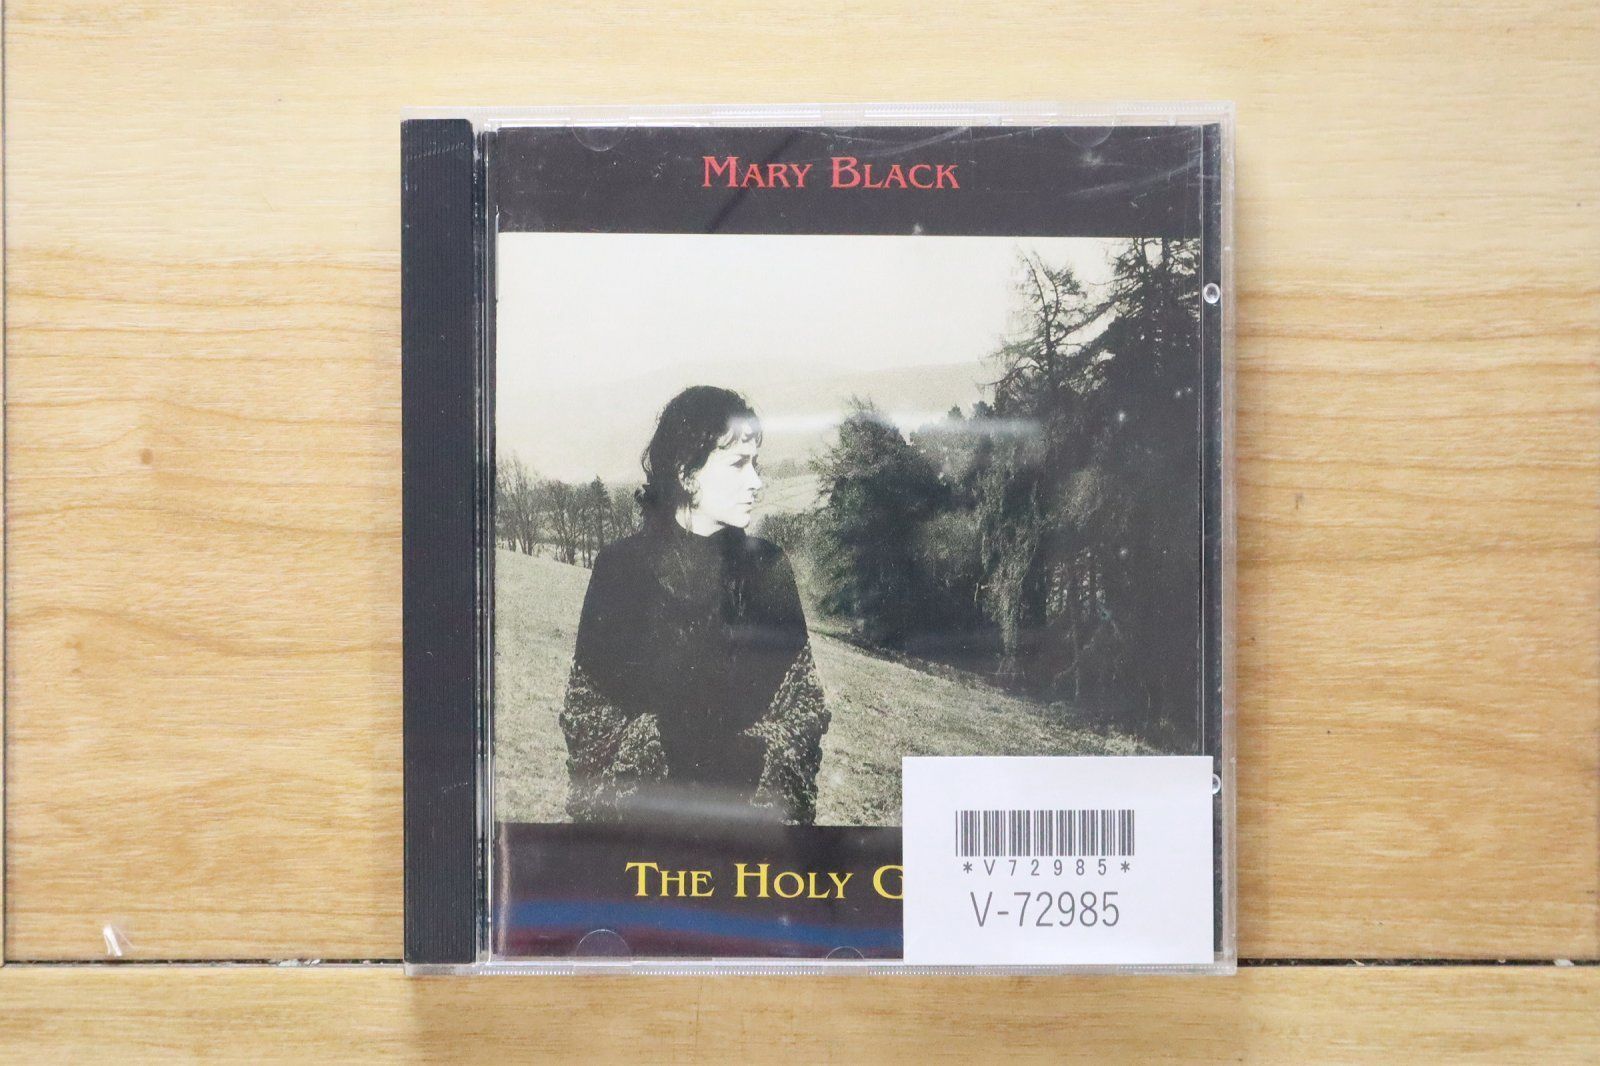 MARY BLACK
THE HOLY G
*V72985*
V-72985